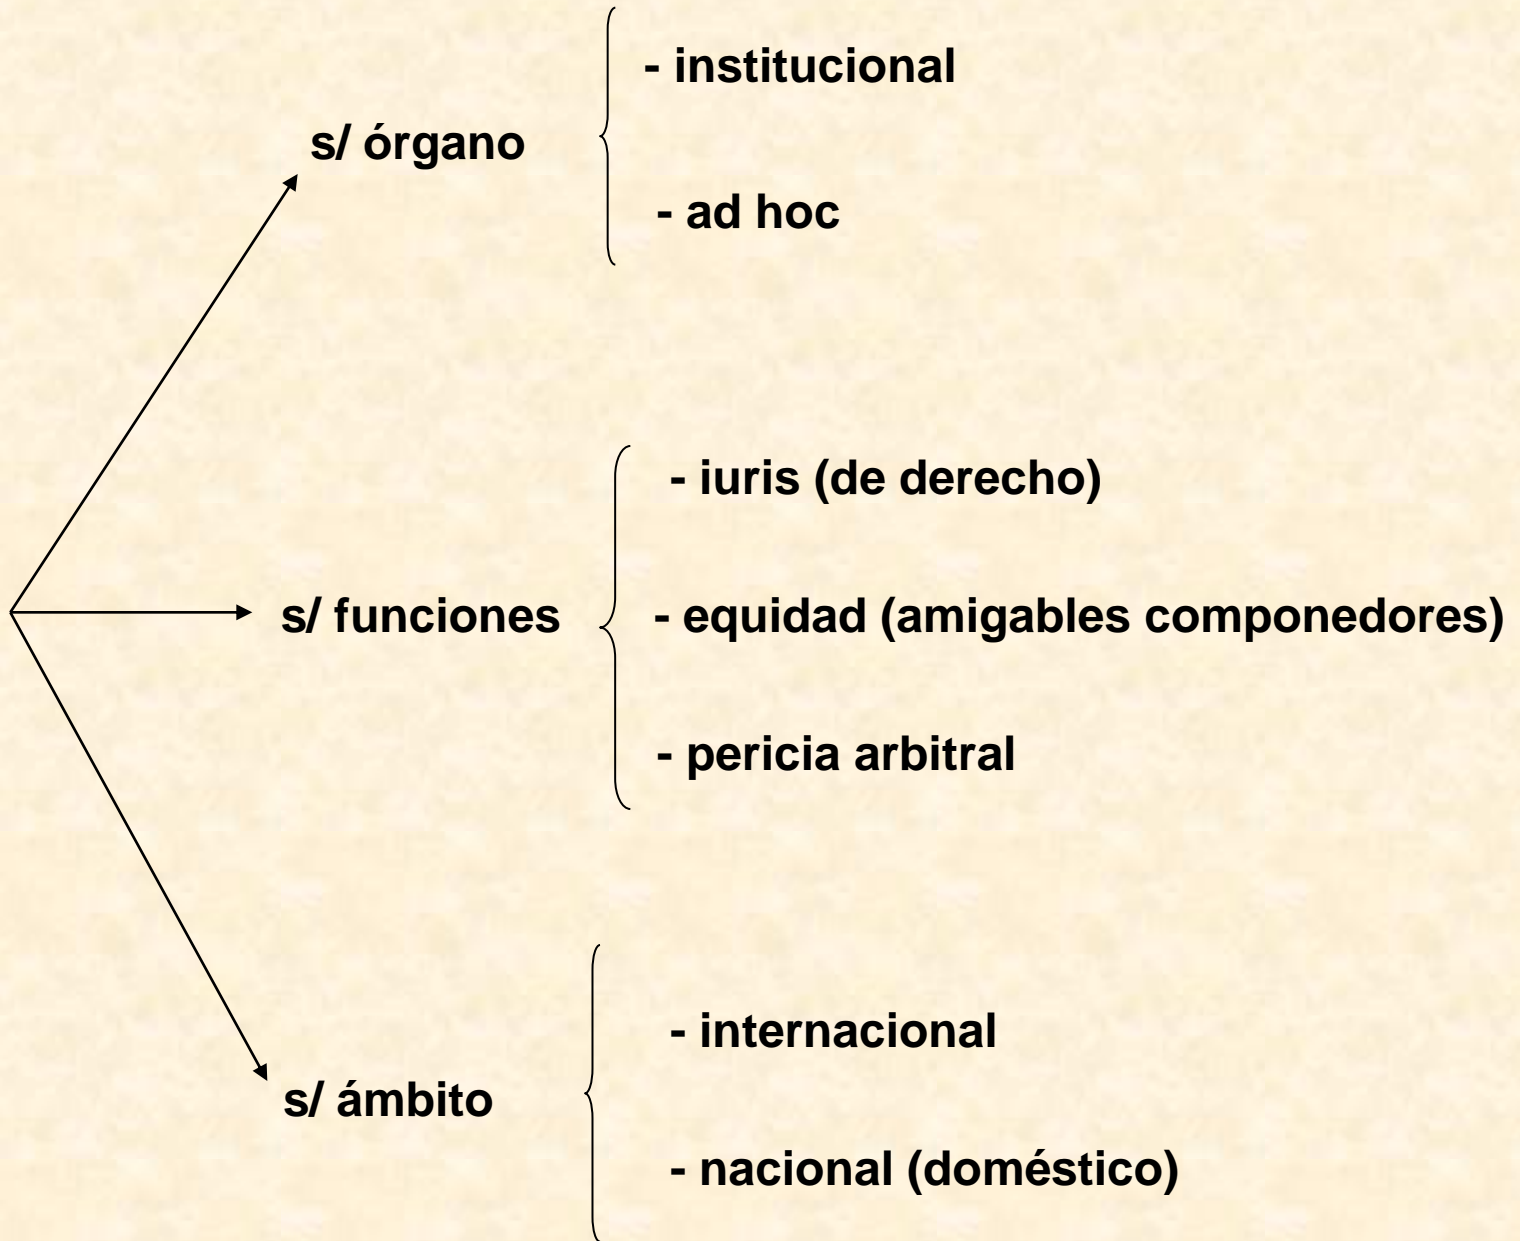 s/ órgano
- institucional
- ad hoc
s/ funciones
- iuris (de derecho)
- equidad (amigables componedores)
- pericia arbitral
s/ ámbito
- internacional
- nacional (doméstico)